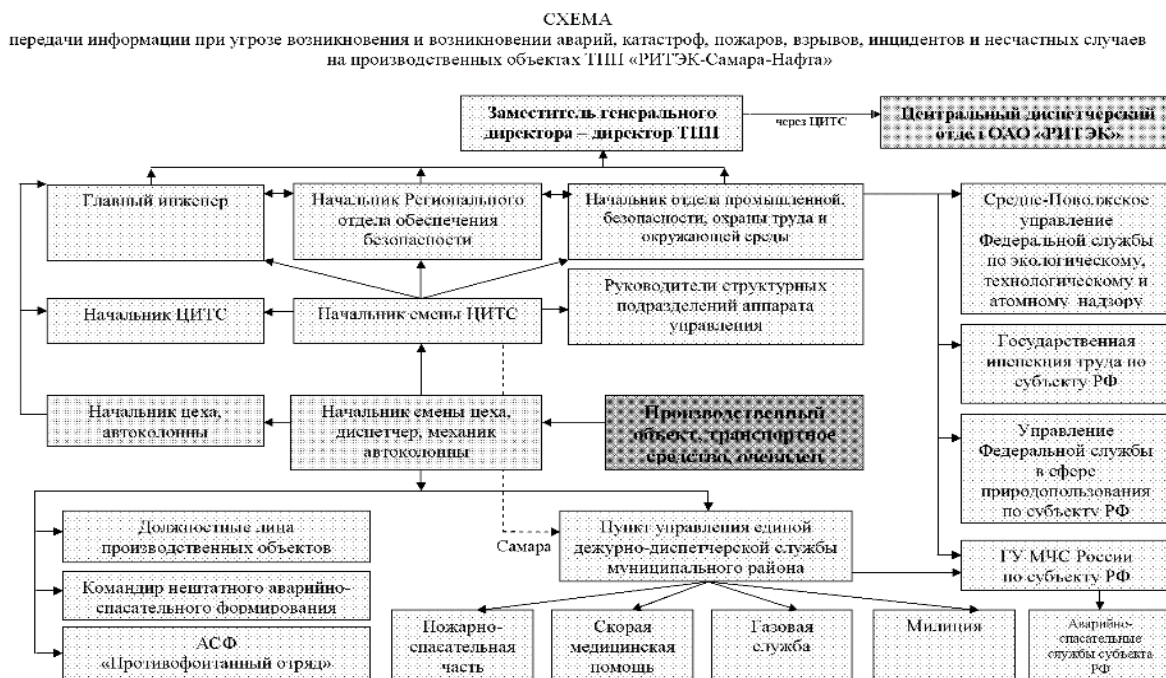 СХЕМА
передачи информации при угрозе возникновения и возникновении аварий, катастроф, пожаров, взрывов, инцидентов и несчастных случаев
на производственных объектах ТПП «РИТЭК-Самара-Нафта»
Заместитель генерального
директора – директор ТПП
через ЦИТС
Центральный диспетчерский
отдел ОАО «РИТЭК»
Главный инженер
Начальник Регионального
отдела обеспечения
безопасности
Начальник отдела промышленной,
безопасности, охраны труда и
окружающей среды
Средне-Поволжское
управление
Федеральной службы
по экологическому,
технологическому и
атомному надзору
Начальник ЦИТС
Начальник смены ЦИТС
Руководители структурных
подразделений аппарата
управления
Государственная
инспекция труда по
субъекту РФ
Начальник цеха,
автоколонны
Начальник смены цеха,
диспетчер, механик
автоколонны
Производственный
объект, транспортное
средство, очевидец
Управление
Федеральной службы
в сфере
природопользования
по субъекту РФ
Должностные лица
производственных объектов
Самара
Пункт управления единой
дежурно-диспетчерской службы
муниципального района
ГУ МЧС России
по субъекту РФ
Командир нештатного аварийно-
спасательного формирования
АСФ
«Противофонтанный отряд»
Пожарно-
спасательная
часть
Скорая
медицинская
помощь
Газовая
служба
Милиция
Аварийно-
спасательные
службы субъекта
РФ